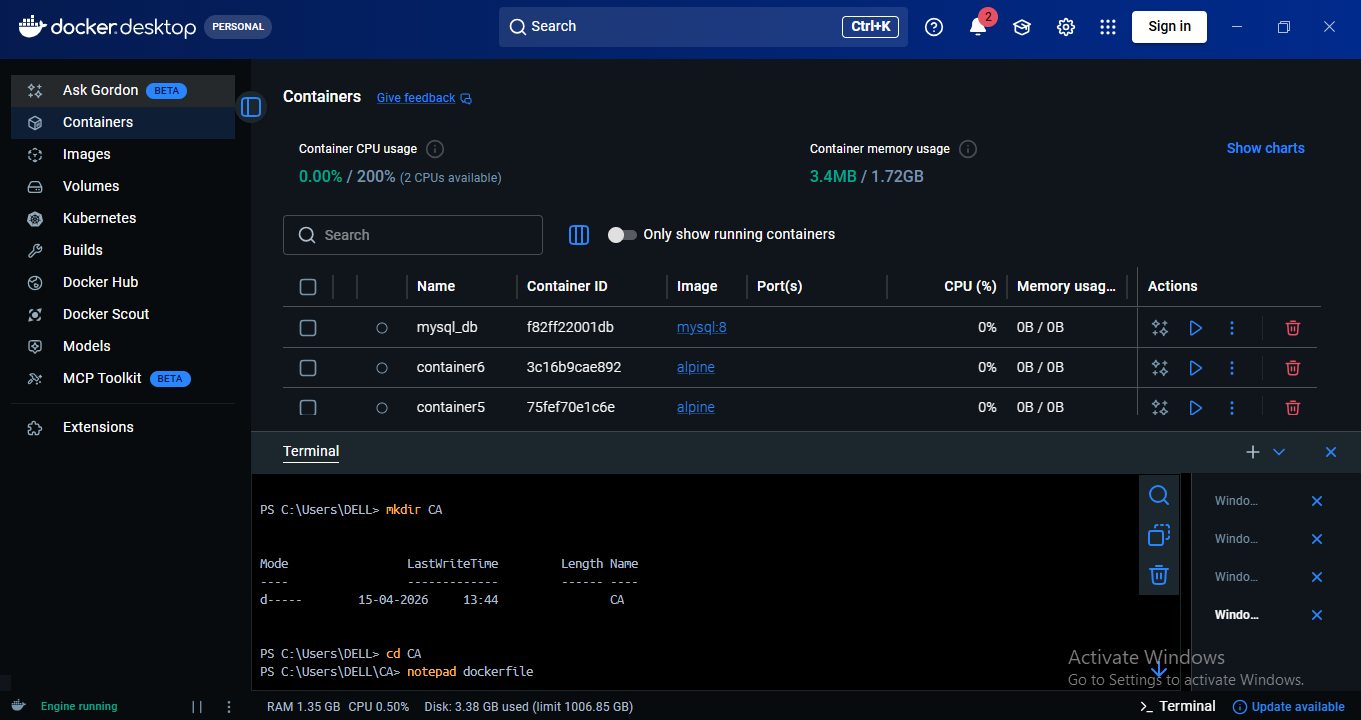 docker.desktop PERSONAL
Search Ctrl+K
2
Sign in
Ask Gordon BETA
Containers
Images
Volumes
Kubernetes
Builds
Docker Hub
Docker Scout
Models
MCP Toolkit BETA
Extensions
Containers Give feedback
Container CPU usage
0.00% / 200% (2 CPUs available)
Container memory usage
3.4MB / 1.72GB
Show charts
Search
Only show running containers
Name Container ID Image Port(s) CPU (%) Memory usag... Actions
mysql_db f82ff22001db mysql:8 0% 0B / 0B
container6 3c16b9cae892 alpine 0% 0B / 0B
container5 75fef70e1c6e alpine 0% 0B / 0B
Terminal
PS C:\Users\DELL> mkdir CA
Mode LastWriteTime Length Name
---- ------------- ------ ----
d----- 15-04-2026 13:44 CA
PS C:\Users\DELL> cd CA
PS C:\Users\DELL\CA> notepad dockerfile
Windo...
Windo...
Windo...
Windo...
Activate Windows
Go to Settings to activate Windows.
Engine running
RAM 1.35 GB CPU 0.50% Disk: 3.38 GB used (limit 1006.85 GB)
>_ Terminal
Update available